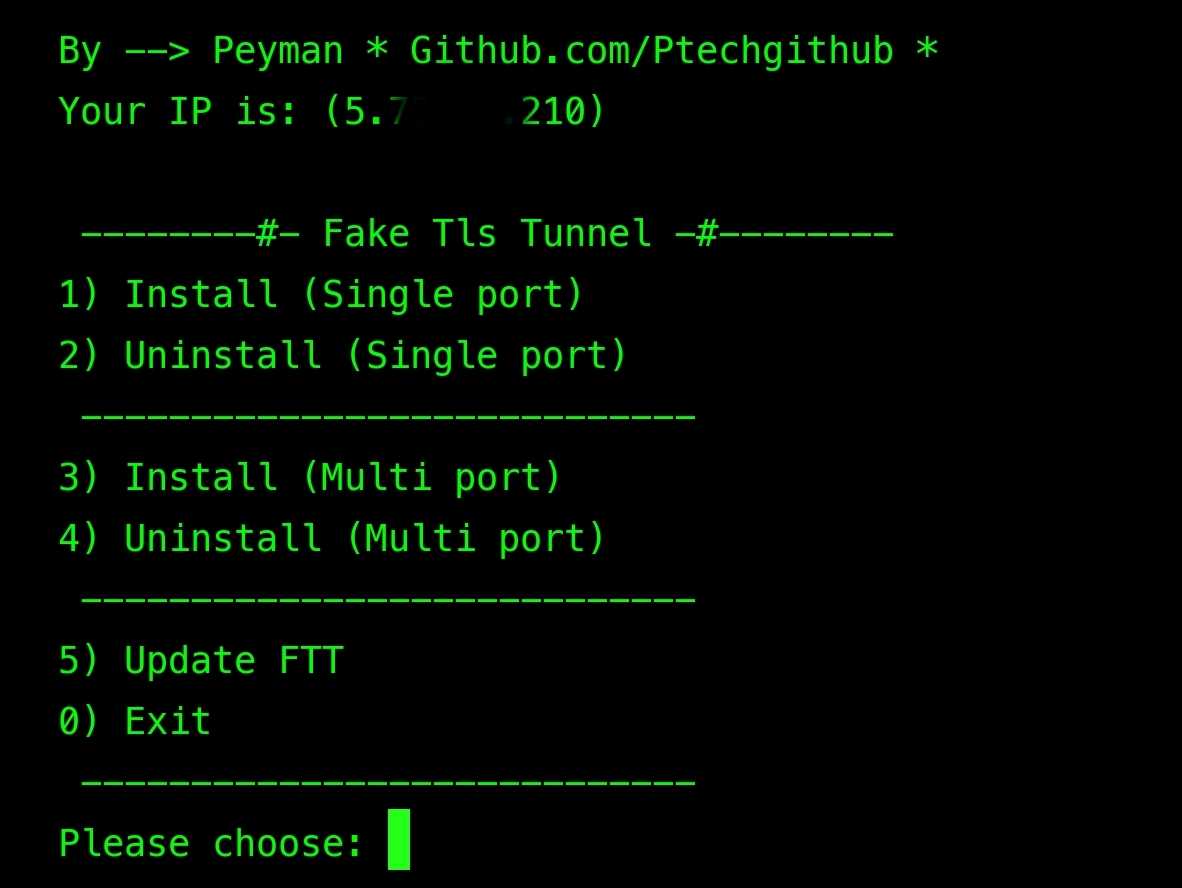 By --> Peyman * Github.com/Ptechgithub *
Your IP is: (5.7 .210)
--------#- Fake Tls Tunnel -#--------
1) Install (Single port)
2) Uninstall (Single port)
----------------------------
3) Install (Multi port)
4) Uninstall (Multi port)
----------------------------
5) Update FTT
0) Exit
----------------------------
Please choose: